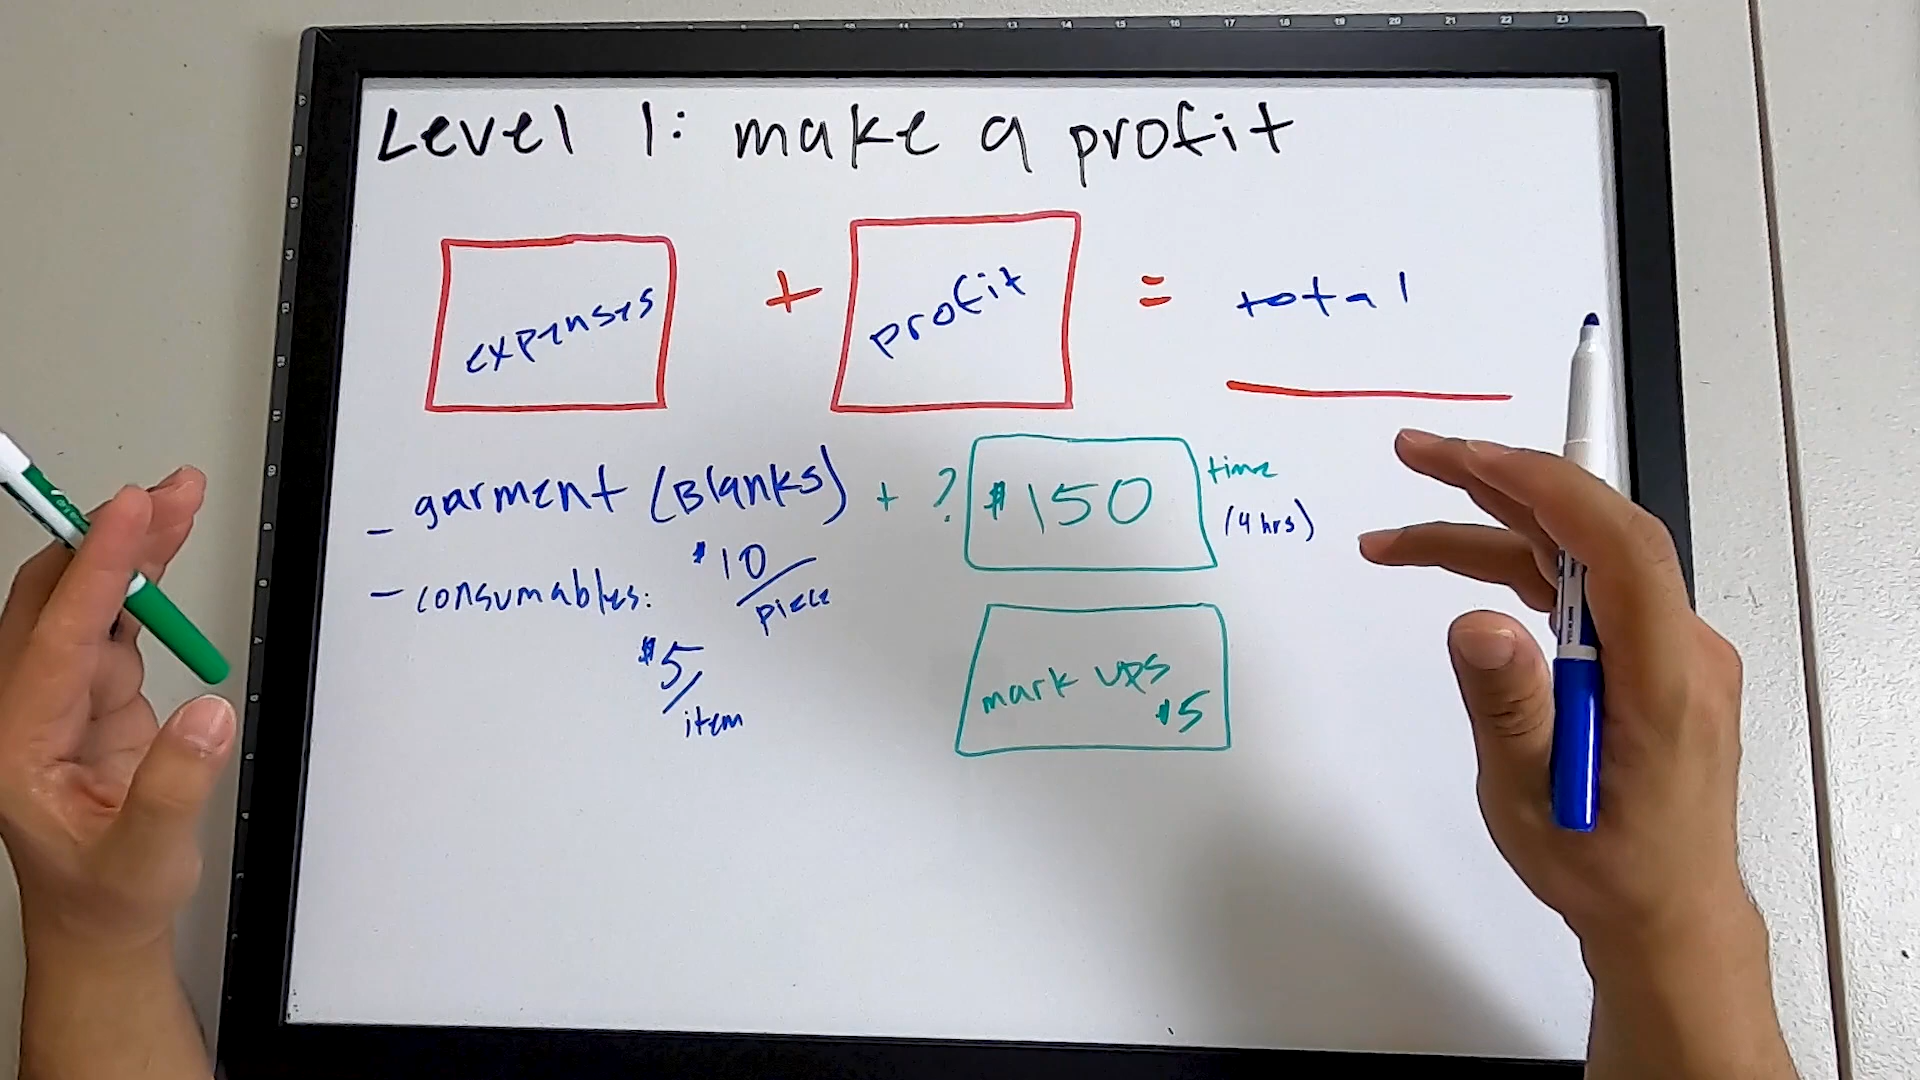 Level 1: make a profit
expenses + profit = total
- garment (Blanks) + ? $150 time
(4 hrs)
$10/piece
- consumables:
$5/item
mark ups
$5